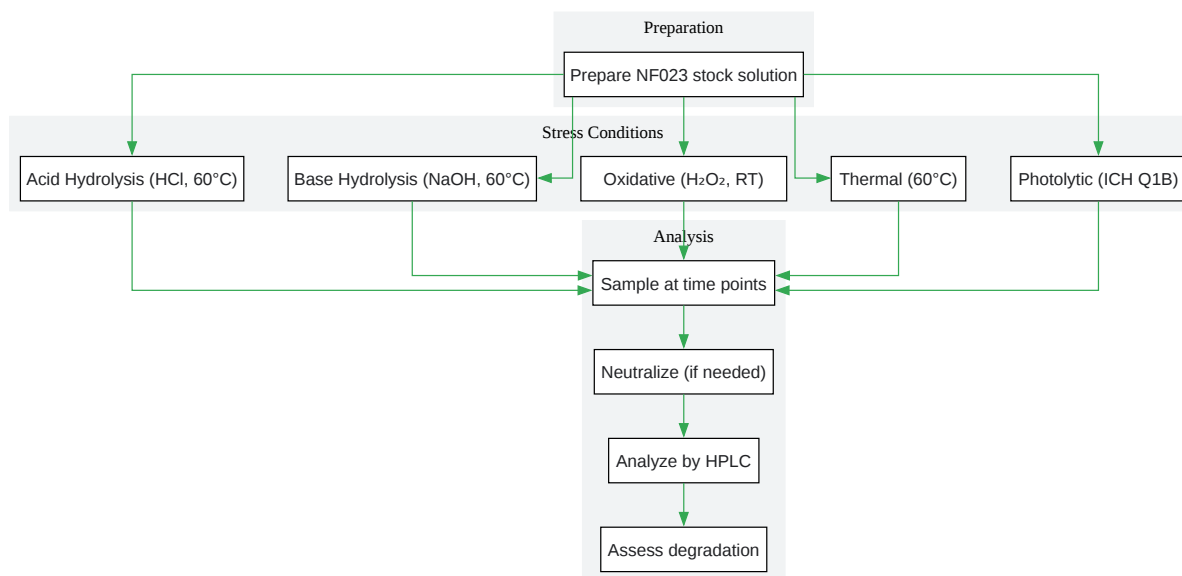 Preparation
Prepare NF023 stock solution
Stress Conditions
Acid Hydrolysis (HCl, 60°C)
Base Hydrolysis (NaOH, 60°C)
Oxidative (H₂O₂, RT)
Thermal (60°C)
Photolytic (ICH Q1B)
Analysis
Sample at time points
Neutralize (if needed)
Analyze by HPLC
Assess degradation